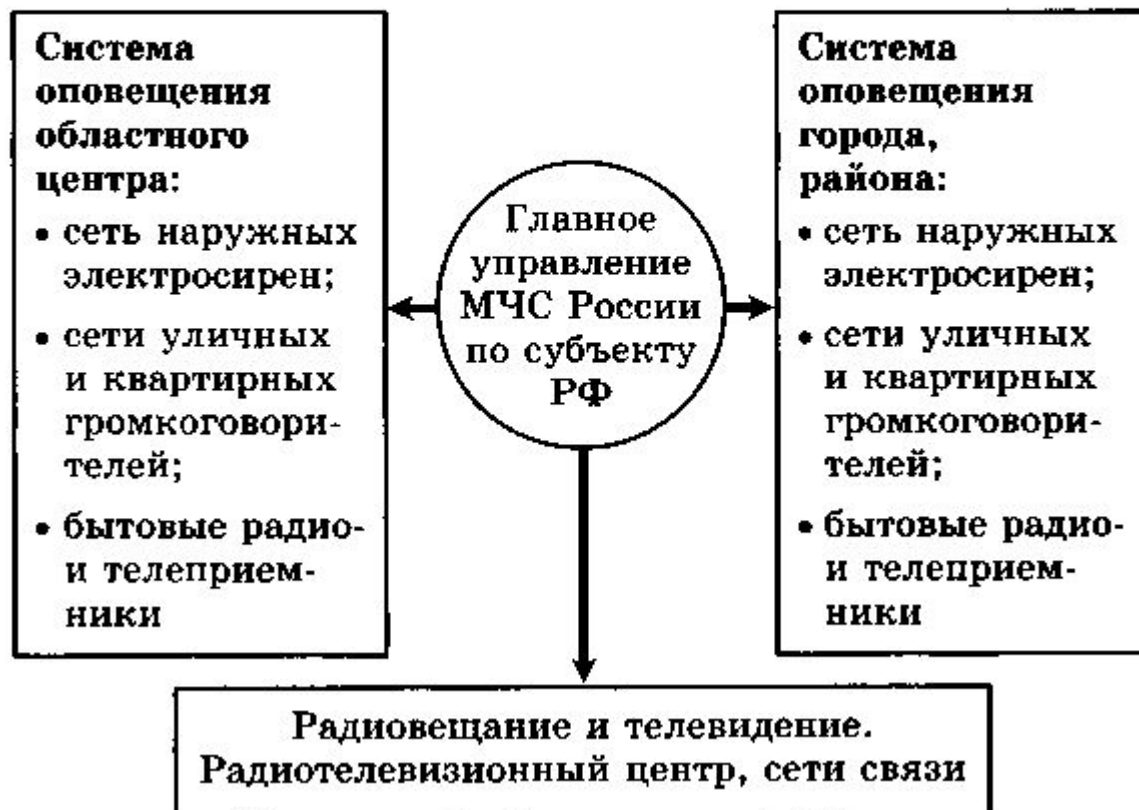 Система
оповещения
областного
центра:
• сеть наружных
электросирен;
• сети уличных
и квартирных
громкоговори-
телей;
• бытовые радио-
и телеприем-
ники
Главное
управление
МЧС России
по субъекту
РФ
Система
оповещения
города,
района:
• сеть наружных
электросирен;
• сети уличных
и квартирных
громкоговори-
телей;
• бытовые радио-
и телеприем-
ники
Радиовещание и телевидение.
Радиотелевизионный центр, сети связи